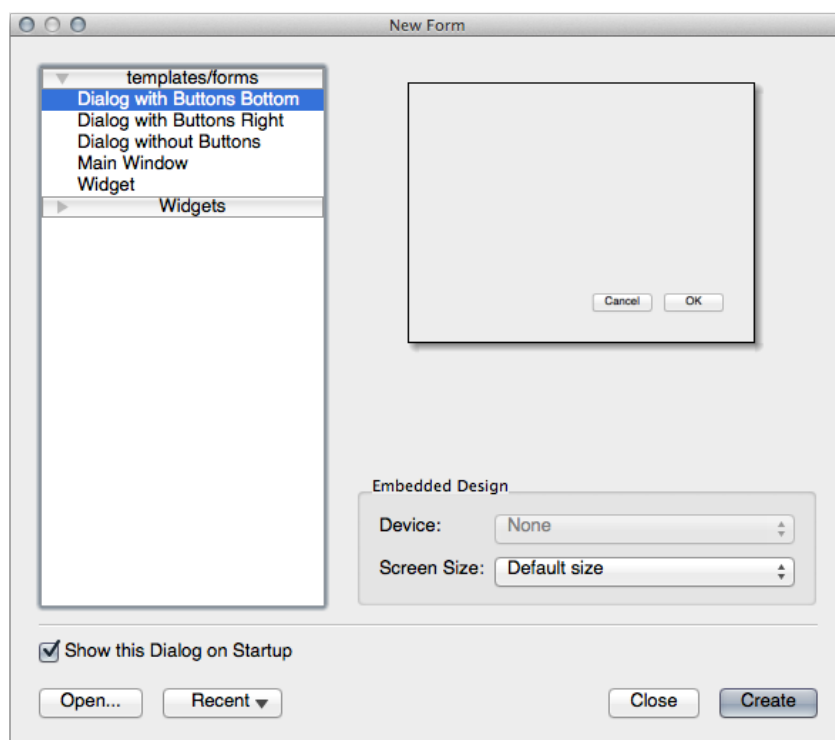 New Form
templates/forms
Dialog with Buttons Bottom
Dialog with Buttons Right
Dialog without Buttons
Main Window
Widget
Widgets
Cancel OK
Embedded Design
Device: None
Screen Size: Default size
Show this Dialog on Startup
Open... Recent Close Create